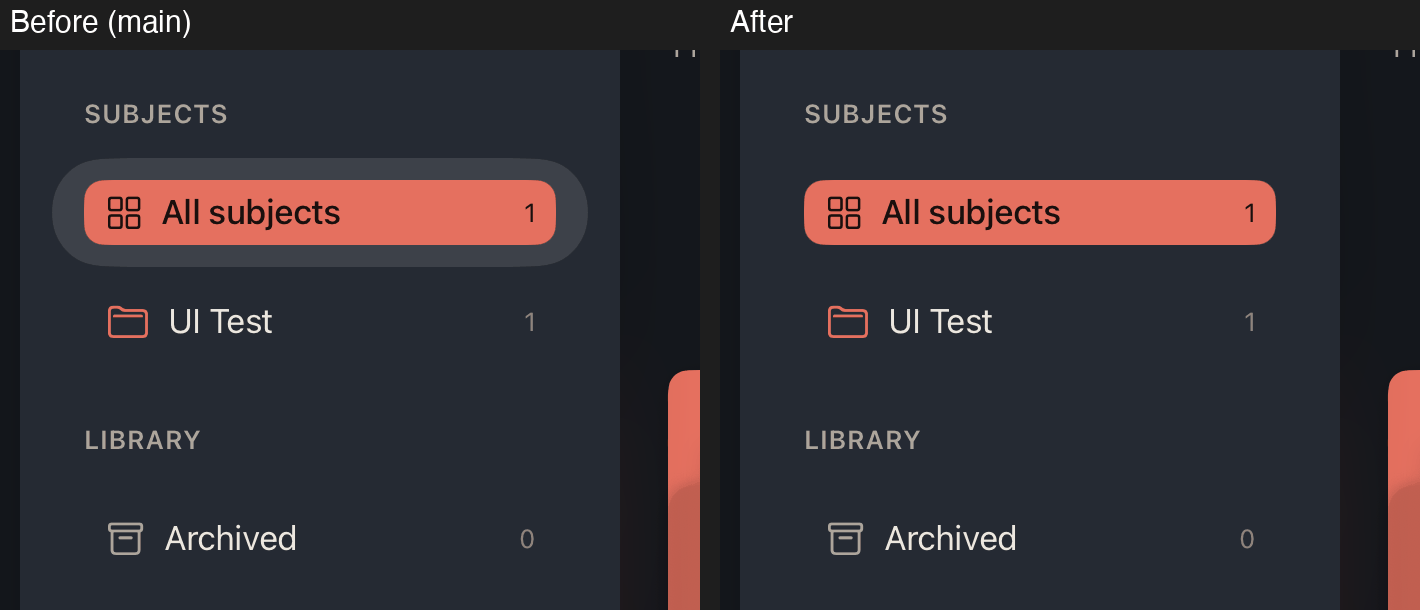 Before (main)
SUBJECTS
All subjects 1
UI Test 1
LIBRARY
Archived 0
After
SUBJECTS
All subjects 1
UI Test 1
LIBRARY
Archived 0